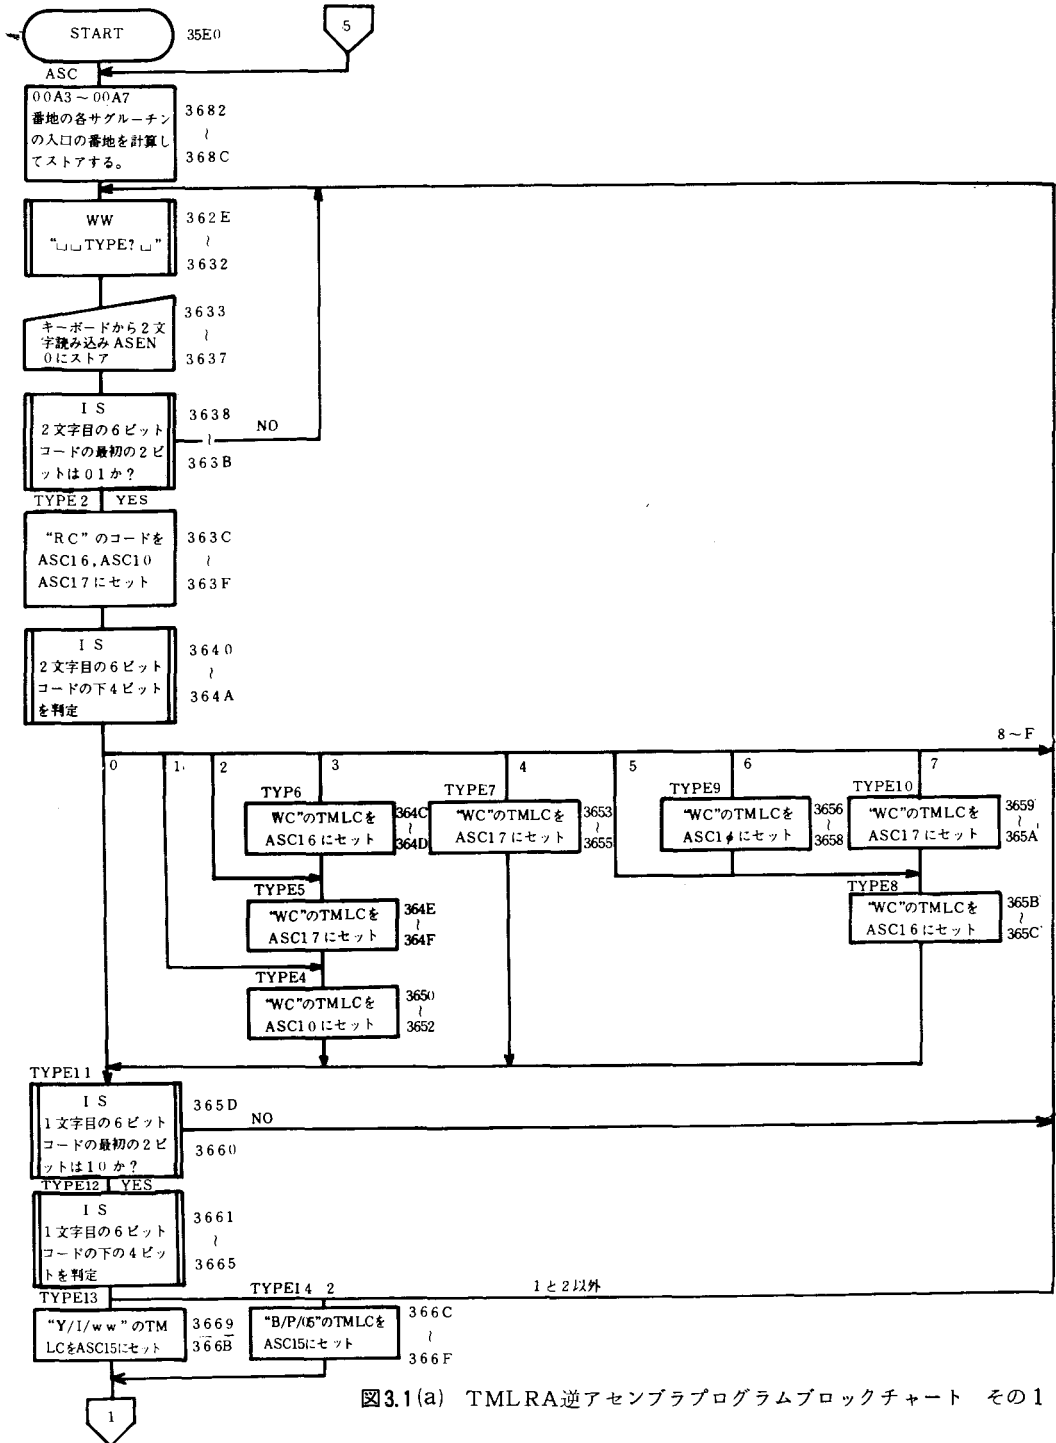 START
35E0
5
ASC
00A3～00A7
番地の各サグルーチン
の入口の番地を計算し
てストアする。
3682
～
368C
WW
“␣␣TYPE?␣”
362E
～
3632
キーボードから2文
字読み込みASEN
0にストア
3633
～
3637
IS
2文字目の6ビット
コードの最初の2ビ
ットは01か?
3638
～
363B
NO
TYPE2 YES
“RC”のコードを
ASC16,ASC10
ASC17にセット
363C
～
363F
IS
2文字目の6ビット
コードの下4ビット
を判定
3640
～
364A
8～F
0 1 2 3 4 5 6 7
TYP6
“WC”のTMLCを
ASC16にセット
364C
～
364D
TYPE7
“WC”のTMLCを
ASC17にセット
3653
～
3655
TYPE9
“WC”のTMLCを
ASC1φにセット
3656
～
3658
TYPE10
“WC”のTMLCを
ASC17にセット
3659
～
365A
TYPE5
“WC”のTMLCを
ASC17にセット
364E
～
364F
TYPE8
“WC”のTMLCを
ASC16にセット
365B
～
365C
TYPE4
“WC”のTMLCを
ASC10にセット
3650
～
3652
TYPE11
IS
1文字目の6ビット
コードの最初の2ビ
ットは10か?
365D
3660
NO
TYPE12 YES
IS
1文字目の6ビット
コードの下の4ビッ
トを判定
3661
～
3665
TYPE13
TYPE14 2
1と2以外
“Y/I/ww”のTM
LCをASC15にセット
3669
366B
“B/P/05”のTMLCを
ASC15にセット
366C
～
366F
1
図3.1(a) TMLRA逆アセンブラプログラムブロックチャート その1